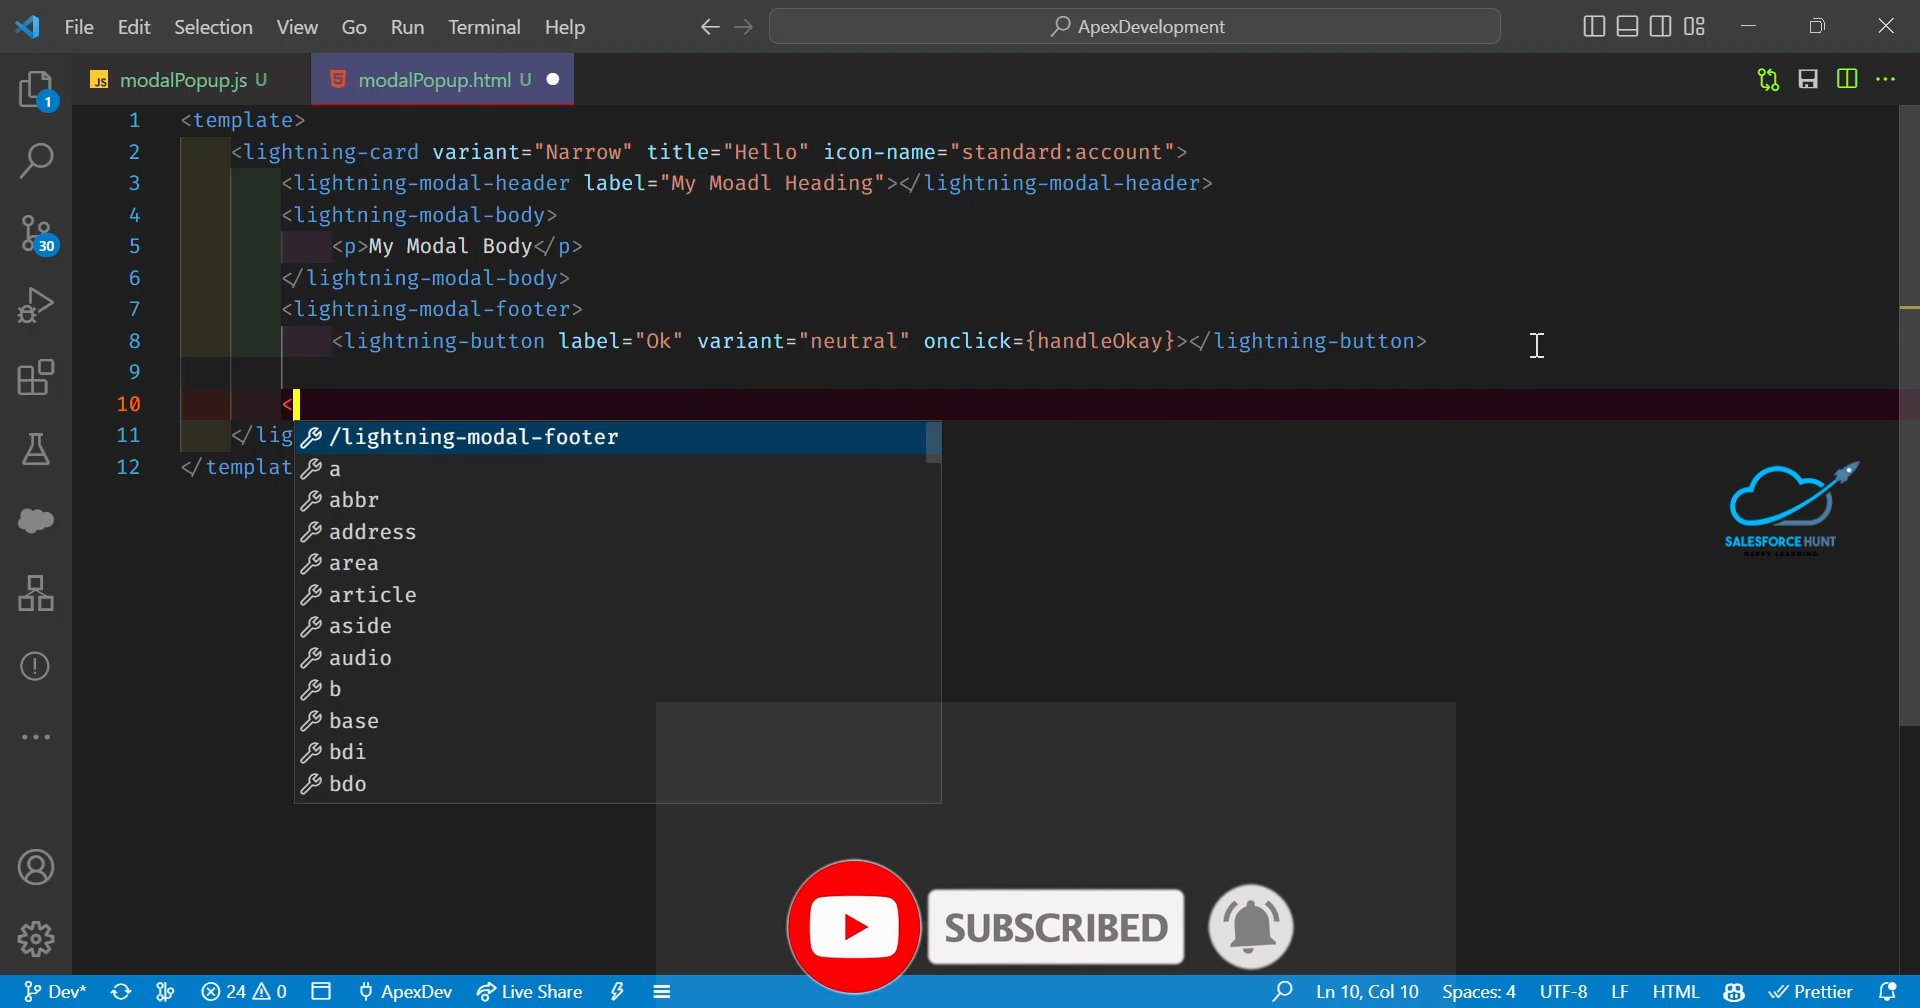 File Edit Selection View Go Run Terminal Help ApexDevelopment
modalPopup.js U modalPopup.html U
1 <template>
2 <lightning-card variant="Narrow" title="Hello" icon-name="standard:account">
3 <lightning-modal-header label="My Moadl Heading"></lightning-modal-header>
4 <lightning-modal-body>
5 <p>My Modal Body</p>
6 </lightning-modal-body>
7 <lightning-modal-footer>
8 <lightning-button label="Ok" variant="neutral" onclick={handleOkay}></lightning-button>
9
10 <
11 </lig
12 </templat
/lightning-modal-footer
a
abbr
address
area
article
aside
audio
b
base
bdi
bdo
1
30
SALESFORCE HUNT
HAPPY LEARNING
SUBSCRIBED
Dev* 24 0 ApexDev Live Share Ln 10, Col 10 Spaces: 4 UTF-8 LF HTML Prettier